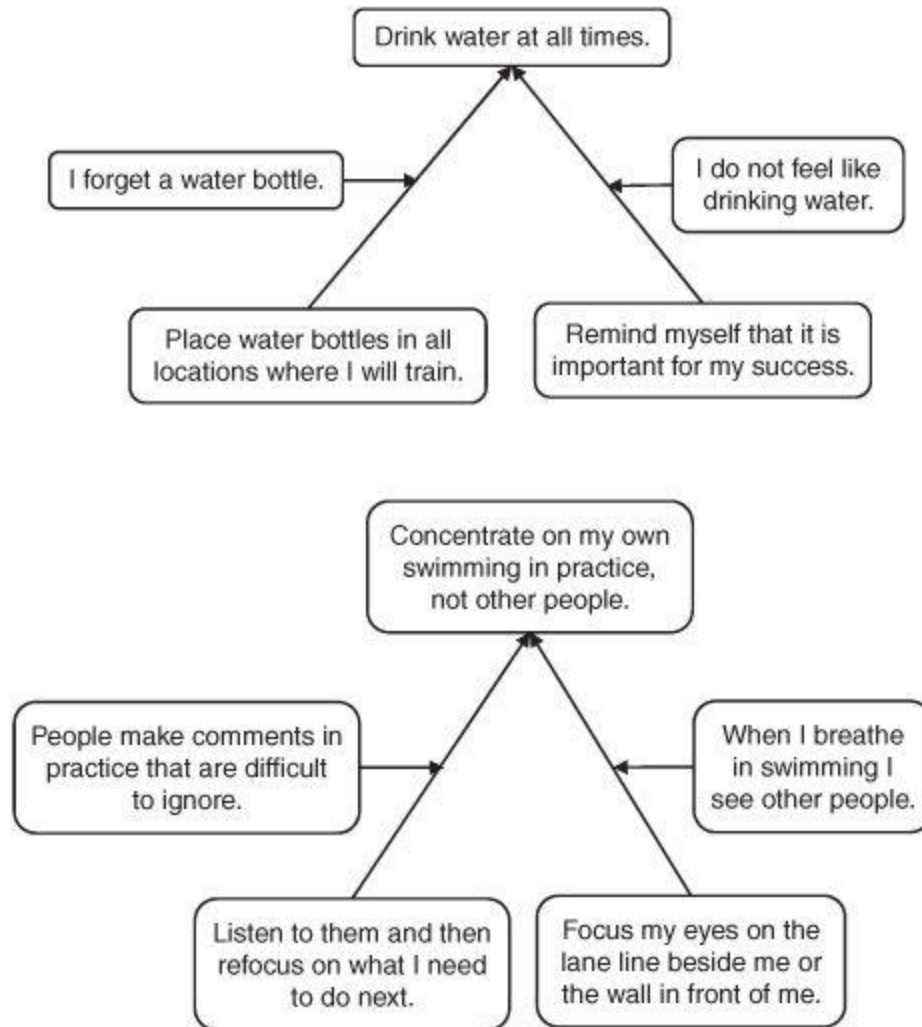 Drink water at all times.
I forget a water bottle.
I do not feel like
drinking water.
Place water bottles in all
locations where I will train.
Remind myself that it is
important for my success.
Concentrate on my own
swimming in practice,
not other people.
People make comments in
practice that are difficult
to ignore.
When I breathe
in swimming I
see other people.
Listen to them and then
refocus on what I need
to do next.
Focus my eyes on the
lane line beside me or
the wall in front of me.